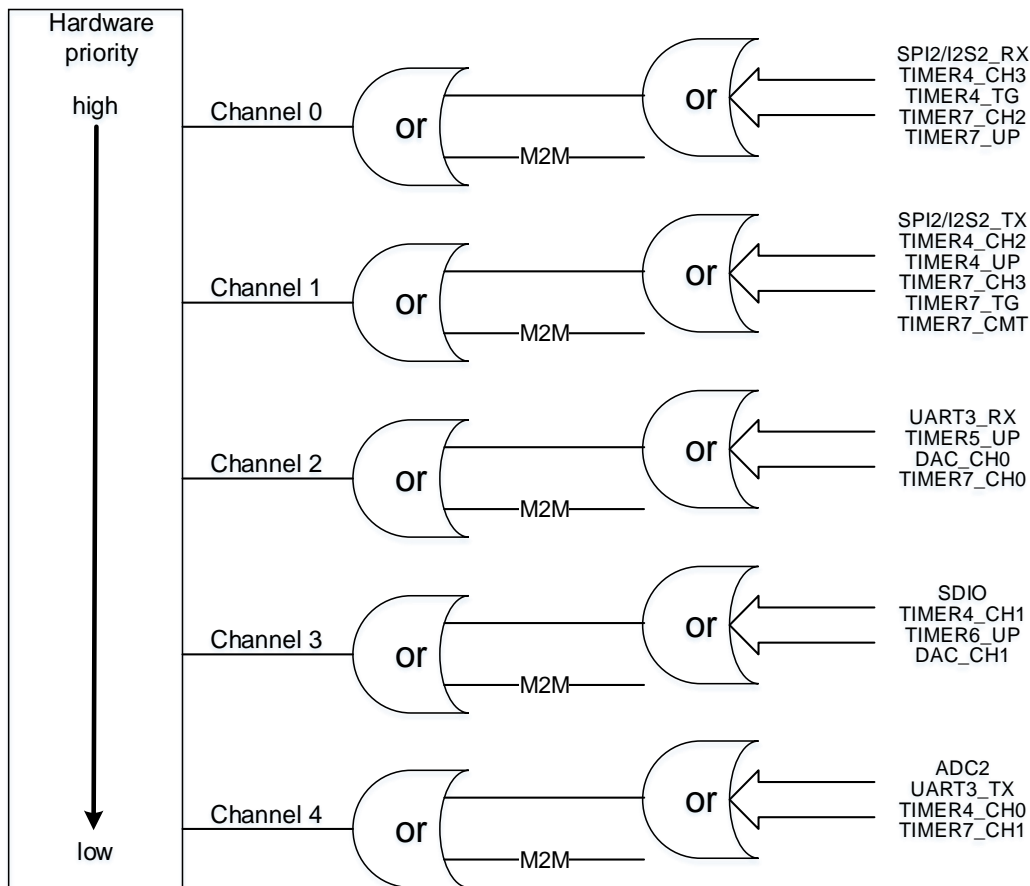 Hardware
priority
high
low
Channel 0
or
M2M
or
SPI2/I2S2_RX
TIMER4_CH3
TIMER4_TG
TIMER7_CH2
TIMER7_UP
Channel 1
or
M2M
or
SPI2/I2S2_TX
TIMER4_CH2
TIMER4_UP
TIMER7_CH3
TIMER7_TG
TIMER7_CMT
Channel 2
or
M2M
or
UART3_RX
TIMER5_UP
DAC_CH0
TIMER7_CH0
Channel 3
or
M2M
or
SDIO
TIMER4_CH1
TIMER6_UP
DAC_CH1
Channel 4
or
M2M
or
ADC2
UART3_TX
TIMER4_CH0
TIMER7_CH1